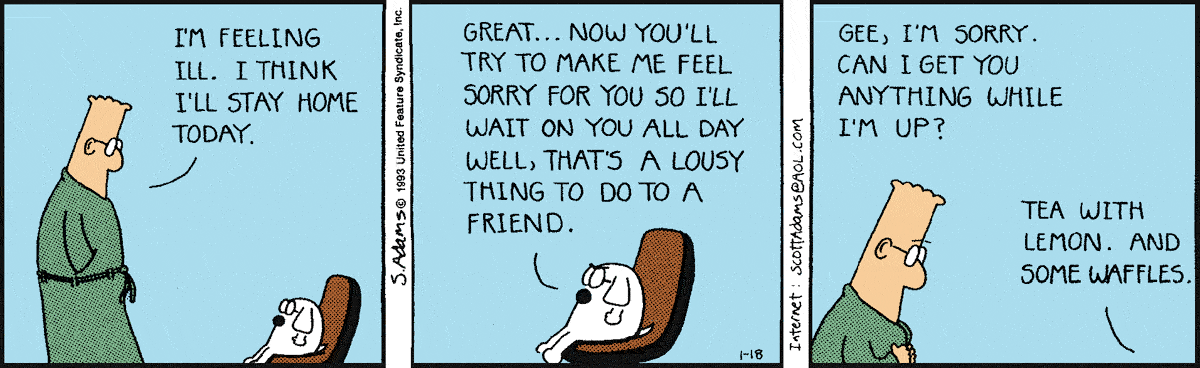 I'M FEELING
ILL. I THINK
I'LL STAY HOME
TODAY.
S.Adams © 1993 United Feature Syndicate, Inc.
GREAT... NOW YOU'LL
TRY TO MAKE ME FEEL
SORRY FOR YOU SO I'LL
WAIT ON YOU ALL DAY
WELL, THAT'S A LOUSY
THING TO DO TO A
FRIEND.
1-18
Internet: SCOTTADAMS@AOL.COM
GEE, I'M SORRY.
CAN I GET YOU
ANYTHING WHILE
I'M UP?
TEA WITH
LEMON. AND
SOME WAFFLES.